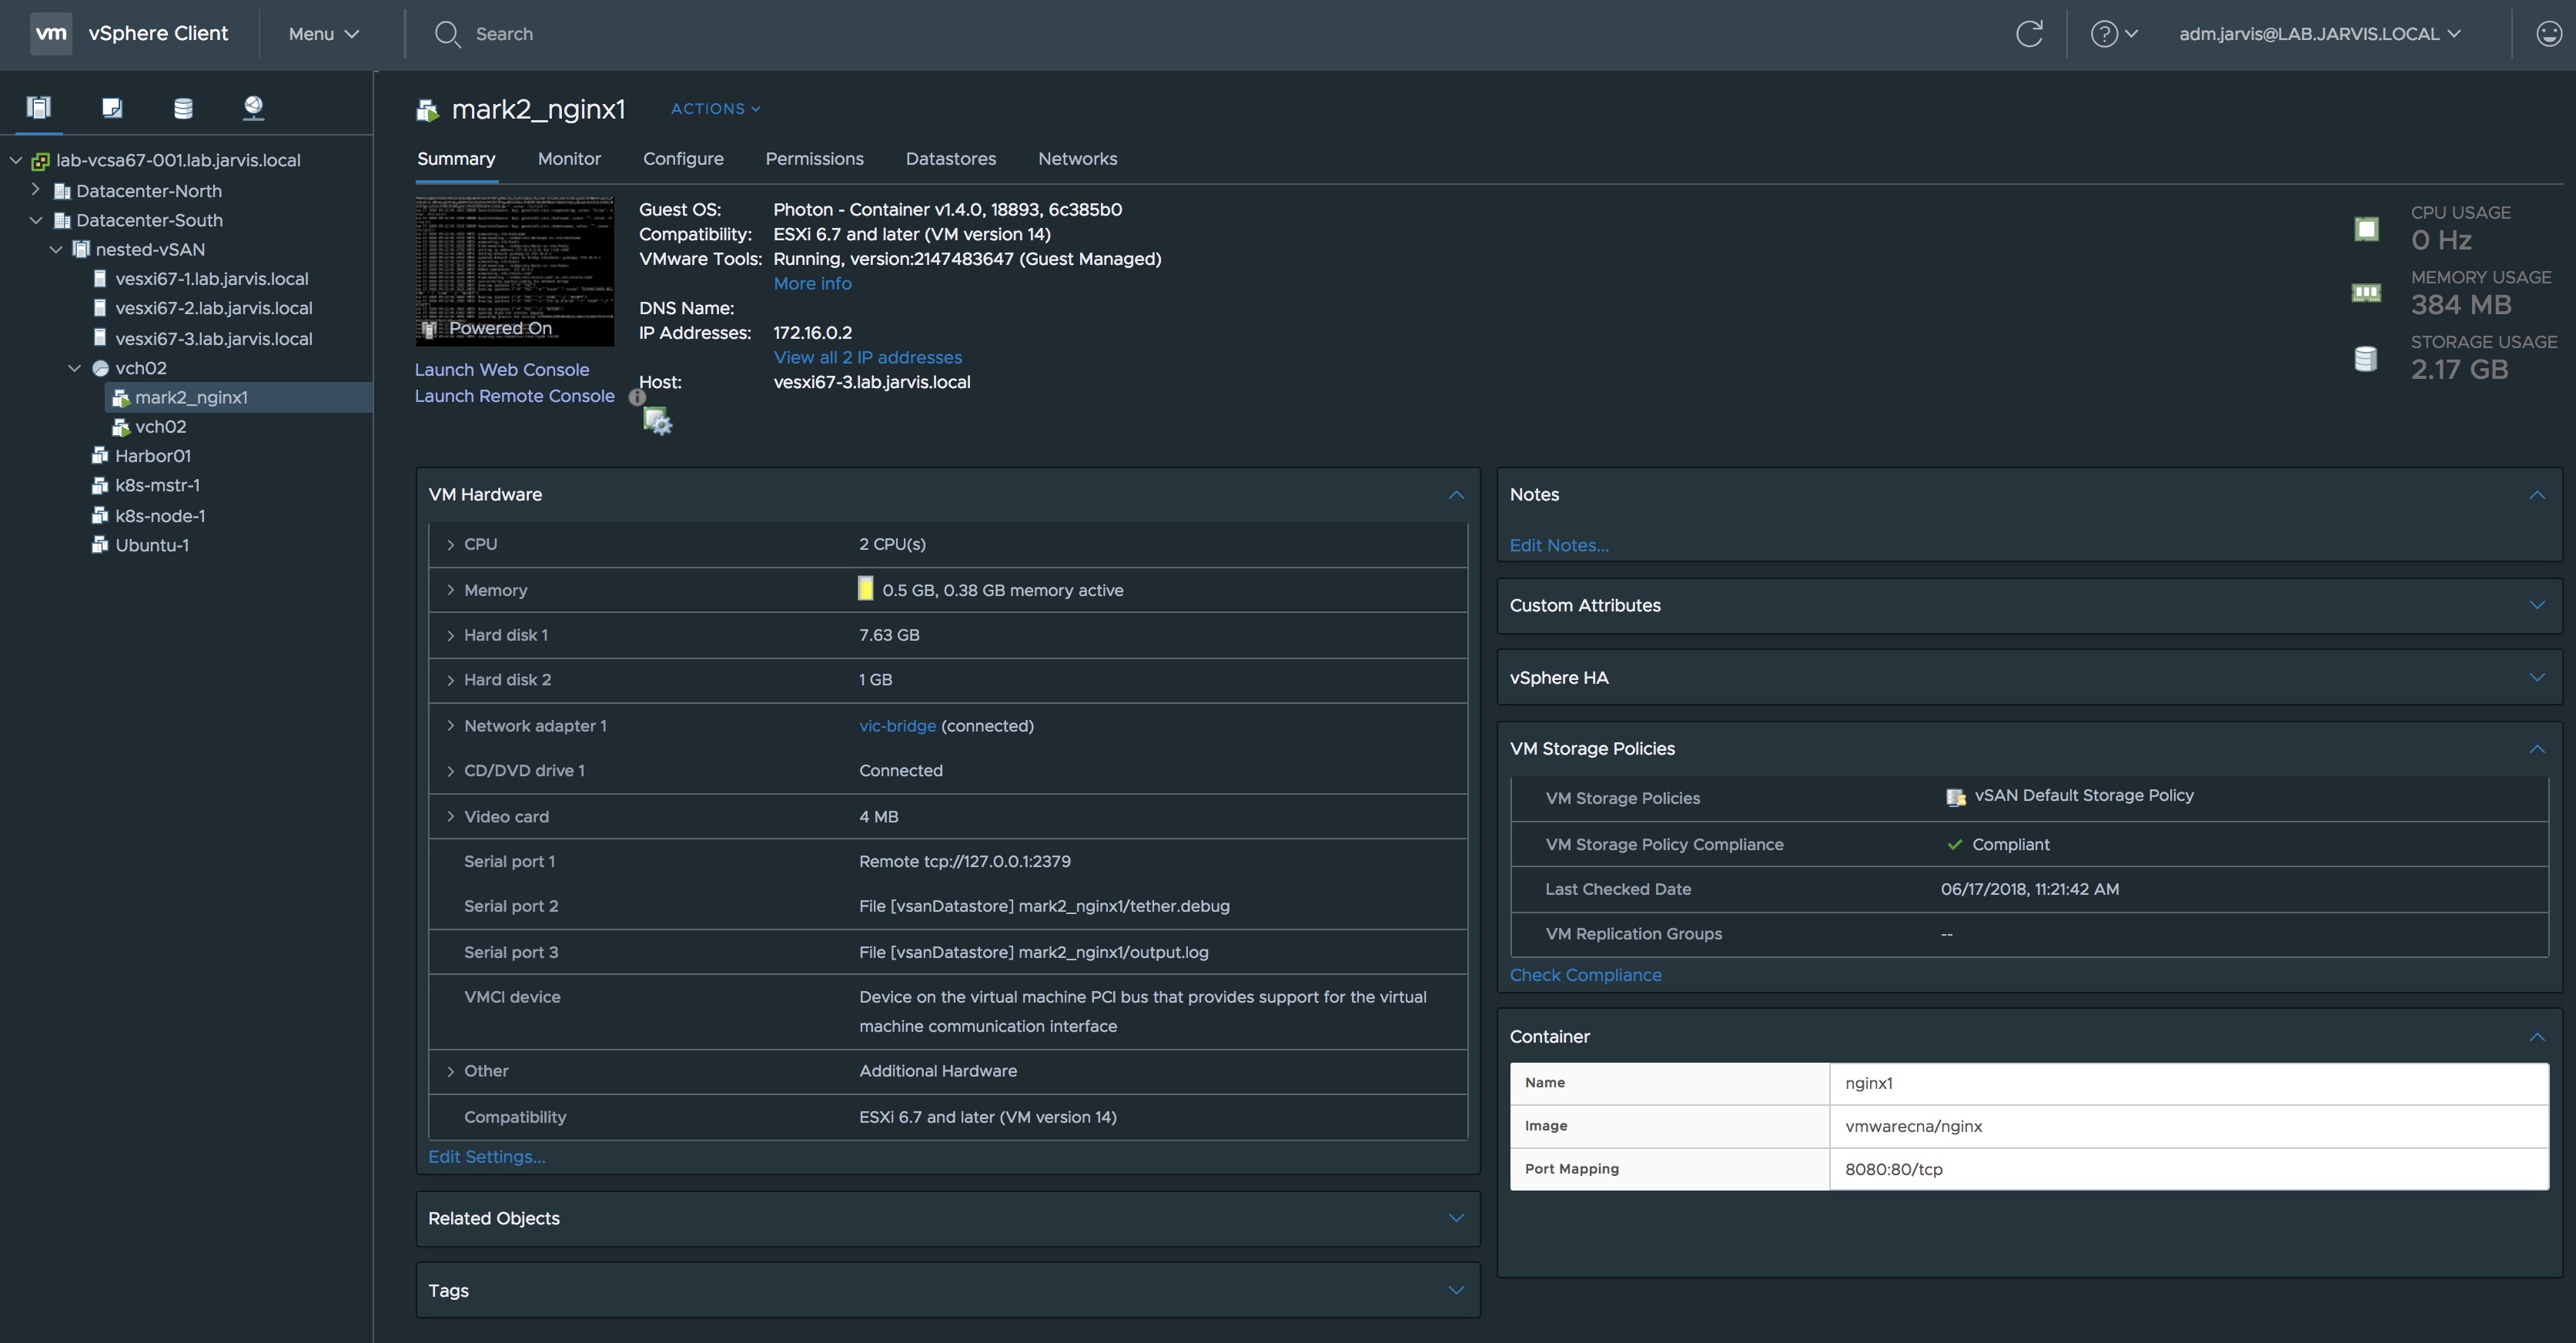 vm vSphere Client Menu Search adm.jarvis@LAB.JARVIS.LOCAL
lab-vcsa67-001.lab.jarvis.local
Datacenter-North
Datacenter-South
nested-vSAN
vesxi67-1.lab.jarvis.local
vesxi67-2.lab.jarvis.local
vesxi67-3.lab.jarvis.local
vch02
mark2_nginx1
vch02
Harbor01
k8s-mstr-1
k8s-node-1
Ubuntu-1
mark2_nginx1 ACTIONS
Summary Monitor Configure Permissions Datastores Networks
Powered On
Launch Web Console
Launch Remote Console
Guest OS: Photon - Container v1.4.0, 18893, 6c385b0
Compatibility: ESXi 6.7 and later (VM version 14)
VMware Tools: Running, version:2147483647 (Guest Managed)
More info
DNS Name:
IP Addresses: 172.16.0.2
View all 2 IP addresses
Host: vesxi67-3.lab.jarvis.local
CPU USAGE
0 Hz
MEMORY USAGE
384 MB
STORAGE USAGE
2.17 GB
VM Hardware
CPU 2 CPU(s)
Memory 0.5 GB, 0.38 GB memory active
Hard disk 1 7.63 GB
Hard disk 2 1 GB
Network adapter 1 vic-bridge (connected)
CD/DVD drive 1 Connected
Video card 4 MB
Serial port 1 Remote tcp://127.0.0.1:2379
Serial port 2 File [vsanDatastore] mark2_nginx1/tether.debug
Serial port 3 File [vsanDatastore] mark2_nginx1/output.log
VMCI device Device on the virtual machine PCI bus that provides support for the virtual
machine communication interface
Other Additional Hardware
Compatibility ESXi 6.7 and later (VM version 14)
Edit Settings...
Related Objects
Tags
Notes
Edit Notes...
Custom Attributes
vSphere HA
VM Storage Policies
VM Storage Policies vSAN Default Storage Policy
VM Storage Policy Compliance Compliant
Last Checked Date 06/17/2018, 11:21:42 AM
VM Replication Groups --
Check Compliance
Container
Name nginx1
Image vmwarecna/nginx
Port Mapping 8080:80/tcp